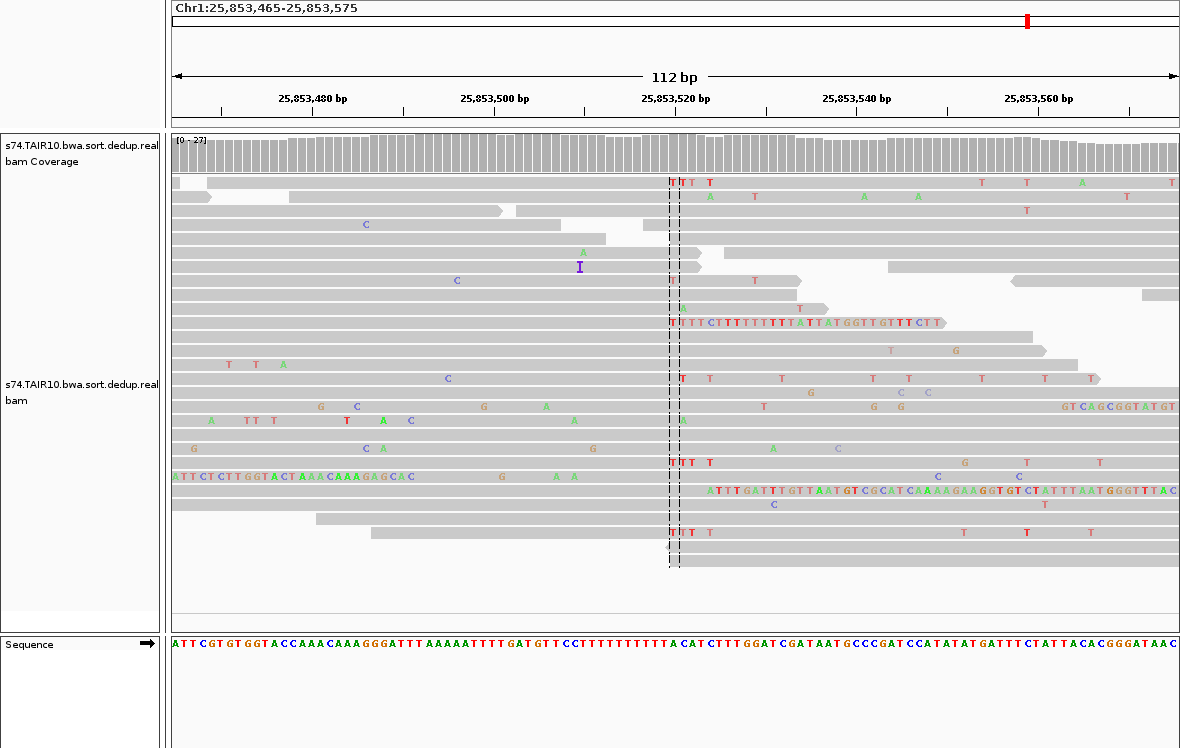 Chr1:25,853,465-25,853,575
112 bp
25,853,480 bp 25,853,500 bp 25,853,520 bp 25,853,540 bp 25,853,560 bp
s74.TAIR10.bwa.sort.dedup.real
bam Coverage
[0 - 27]
T T T T T T A T
A T A A T
T
C
A
I
C T T
A T
TTTTCTTTTTTTTTATTATGGTTGTTTCTT
T G
T T A
s74.TAIR10.bwa.sort.dedup.real
bam
C T T T T T T T T
G C C
G C G A T G G GTCAGCGGTATGT
A T T T T A C A A
G C A G A C
T T T T G T T
ATTCTCTTGGTACTAAACAAAGAGCAC G A A C C
ATTTGATTTGTTAATGTCGCATCAAAAGAAGGTGTCTATTTAATGGGTTTAC
C T
T T T T T T T
Sequence
ATTCGTGTGGTACCAAACAAAGGGATTTAAAAATTTTGATGTTCCTTTTTTTTTTACATCTTTGGATCGATAATGCCCGATCCATATATGATTTCTATTACACGGGATAAC